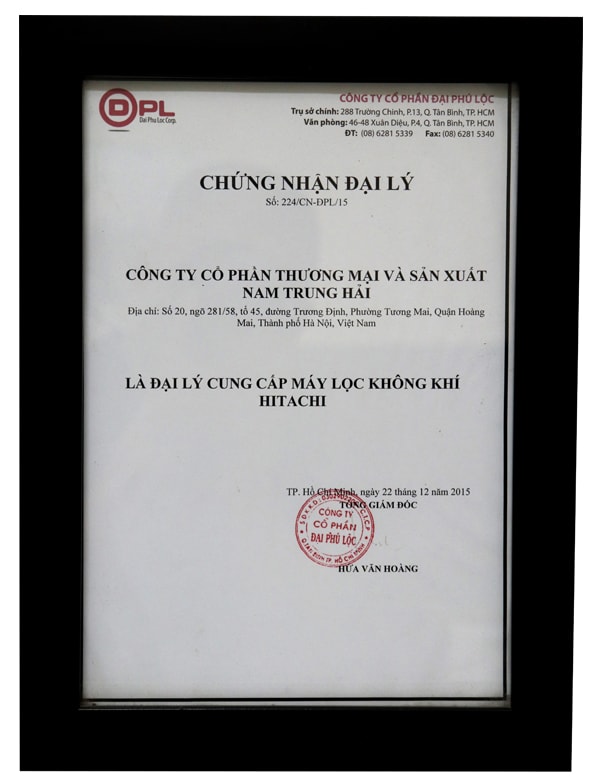 DPL
Dai Phu Loc Corp.
CÔNG TY CỔ PHẦN ĐẠI PHÚ LỘC
Trụ sở chính: 288 Trường Chinh, P.13, Q. Tân Bình, TP. HCM
Văn phòng: 46-48 Xuân Diệu, P.4, Q. Tân Bình, TP. HCM
ĐT: (08) 6281 5339 Fax: (08) 6281 5340
CHỨNG NHẬN ĐẠI LÝ
Số: 224/CN-ĐPL/15
CÔNG TY CỔ PHẦN THƯƠNG MẠI VÀ SẢN XUẤT
NAM TRUNG HẢI
Địa chỉ: Số 20, ngõ 281/58, tổ 45, đường Trương Định, Phường Tương Mai, Quận Hoàng
Mai, Thành phố Hà Nội, Việt Nam
LÀ ĐẠI LÝ CUNG CẤP MÁY LỌC KHÔNG KHÍ
HITACHI
TP. Hồ Chí Minh, ngày 22 tháng 12 năm 2015
TỔNG GIÁM ĐỐC
CÔNG TY
CỔ PHẦN
ĐẠI PHÚ LỘC
HỨA VĂN HOÀNG